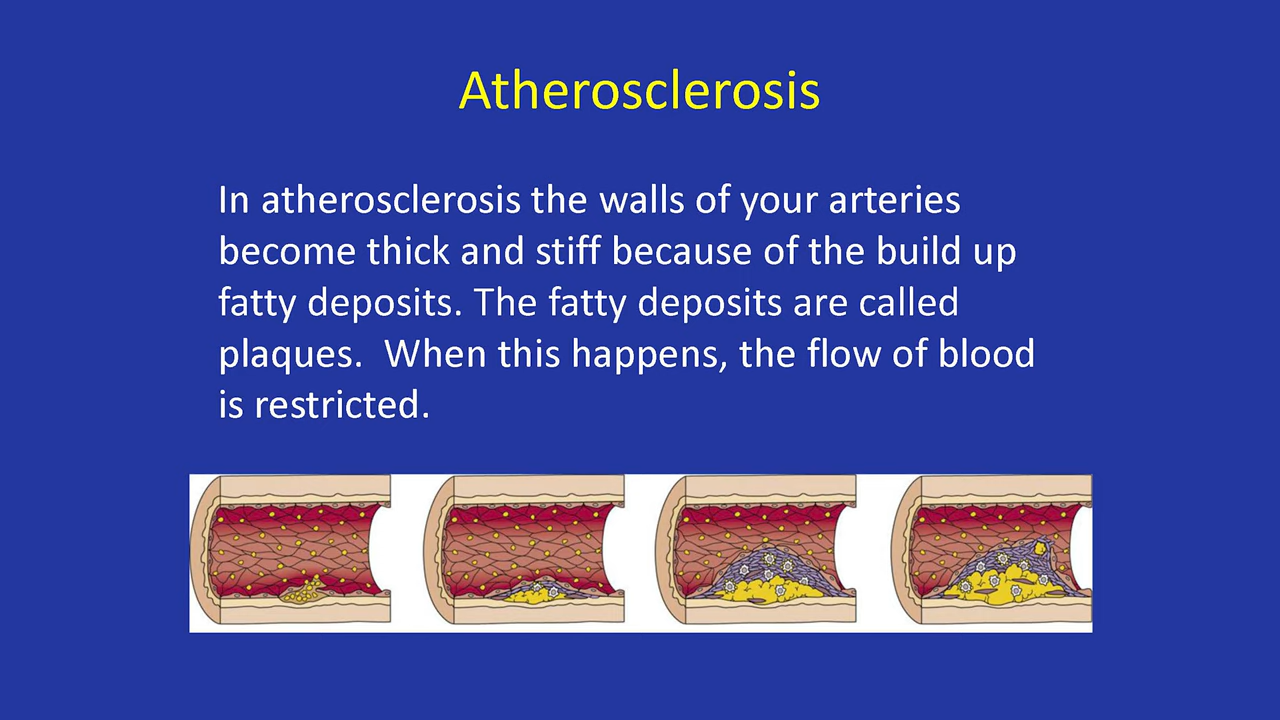 Atherosclerosis
In atherosclerosis the walls of your arteries
become thick and stiff because of the build up
fatty deposits. The fatty deposits are called
plaques.  When this happens, the flow of blood
is restricted.